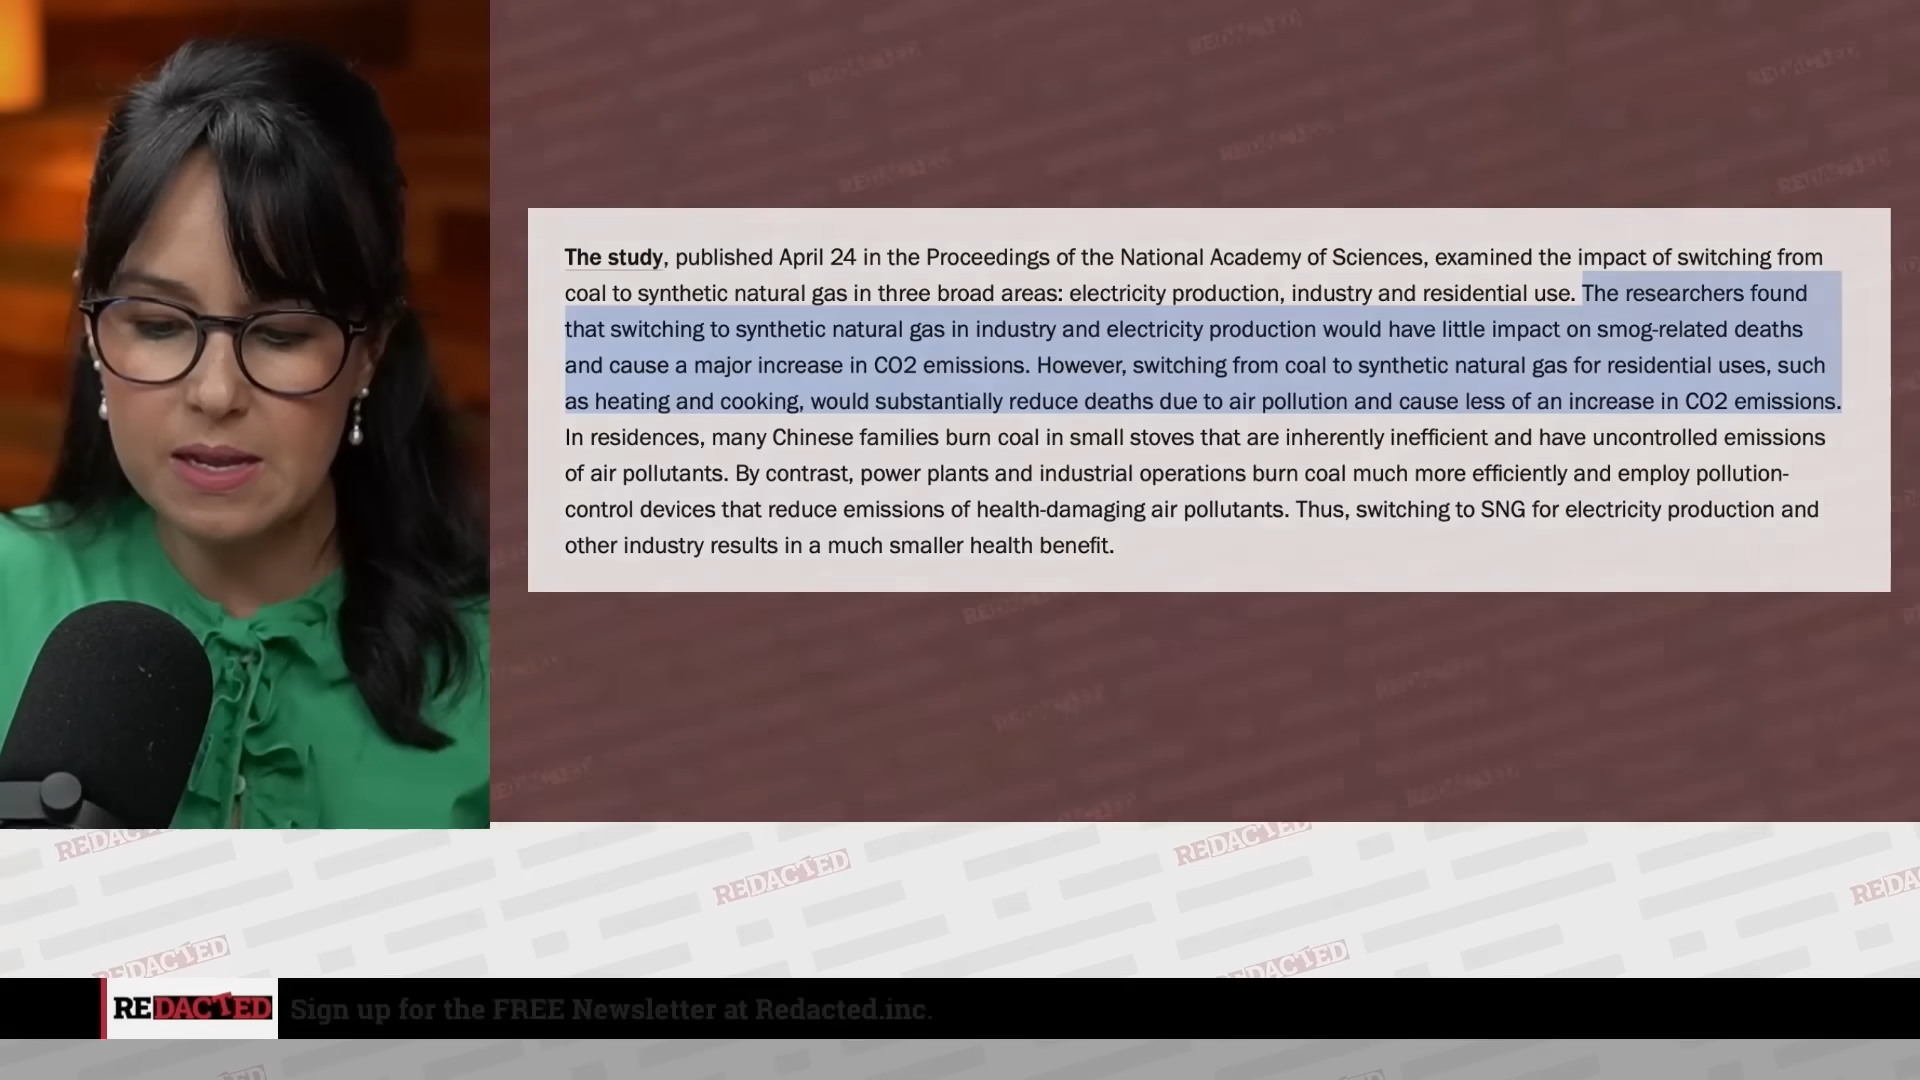 The study, published April 24 in the Proceedings of the National Academy of Sciences, examined the impact of switching from
coal to synthetic natural gas in three broad areas: electricity production, industry and residential use. The researchers found
that switching to synthetic natural gas in industry and electricity production would have little impact on smog-related deaths
and cause a major increase in CO2 emissions. However, switching from coal to synthetic natural gas for residential uses, such
as heating and cooking, would substantially reduce deaths due to air pollution and cause less of an increase in CO2 emissions.
In residences, many Chinese families burn coal in small stoves that are inherently inefficient and have uncontrolled emissions
of air pollutants. By contrast, power plants and industrial operations burn coal much more efficiently and employ pollution-
control devices that reduce emissions of health-damaging air pollutants. Thus, switching to SNG for electricity production and
other industry results in a much smaller health benefit.
REDACTED
REDACTED
REDACTED
REDACTED
REDACTED
REDACTED Sign up for the FREE Newsletter at Redacted.inc.